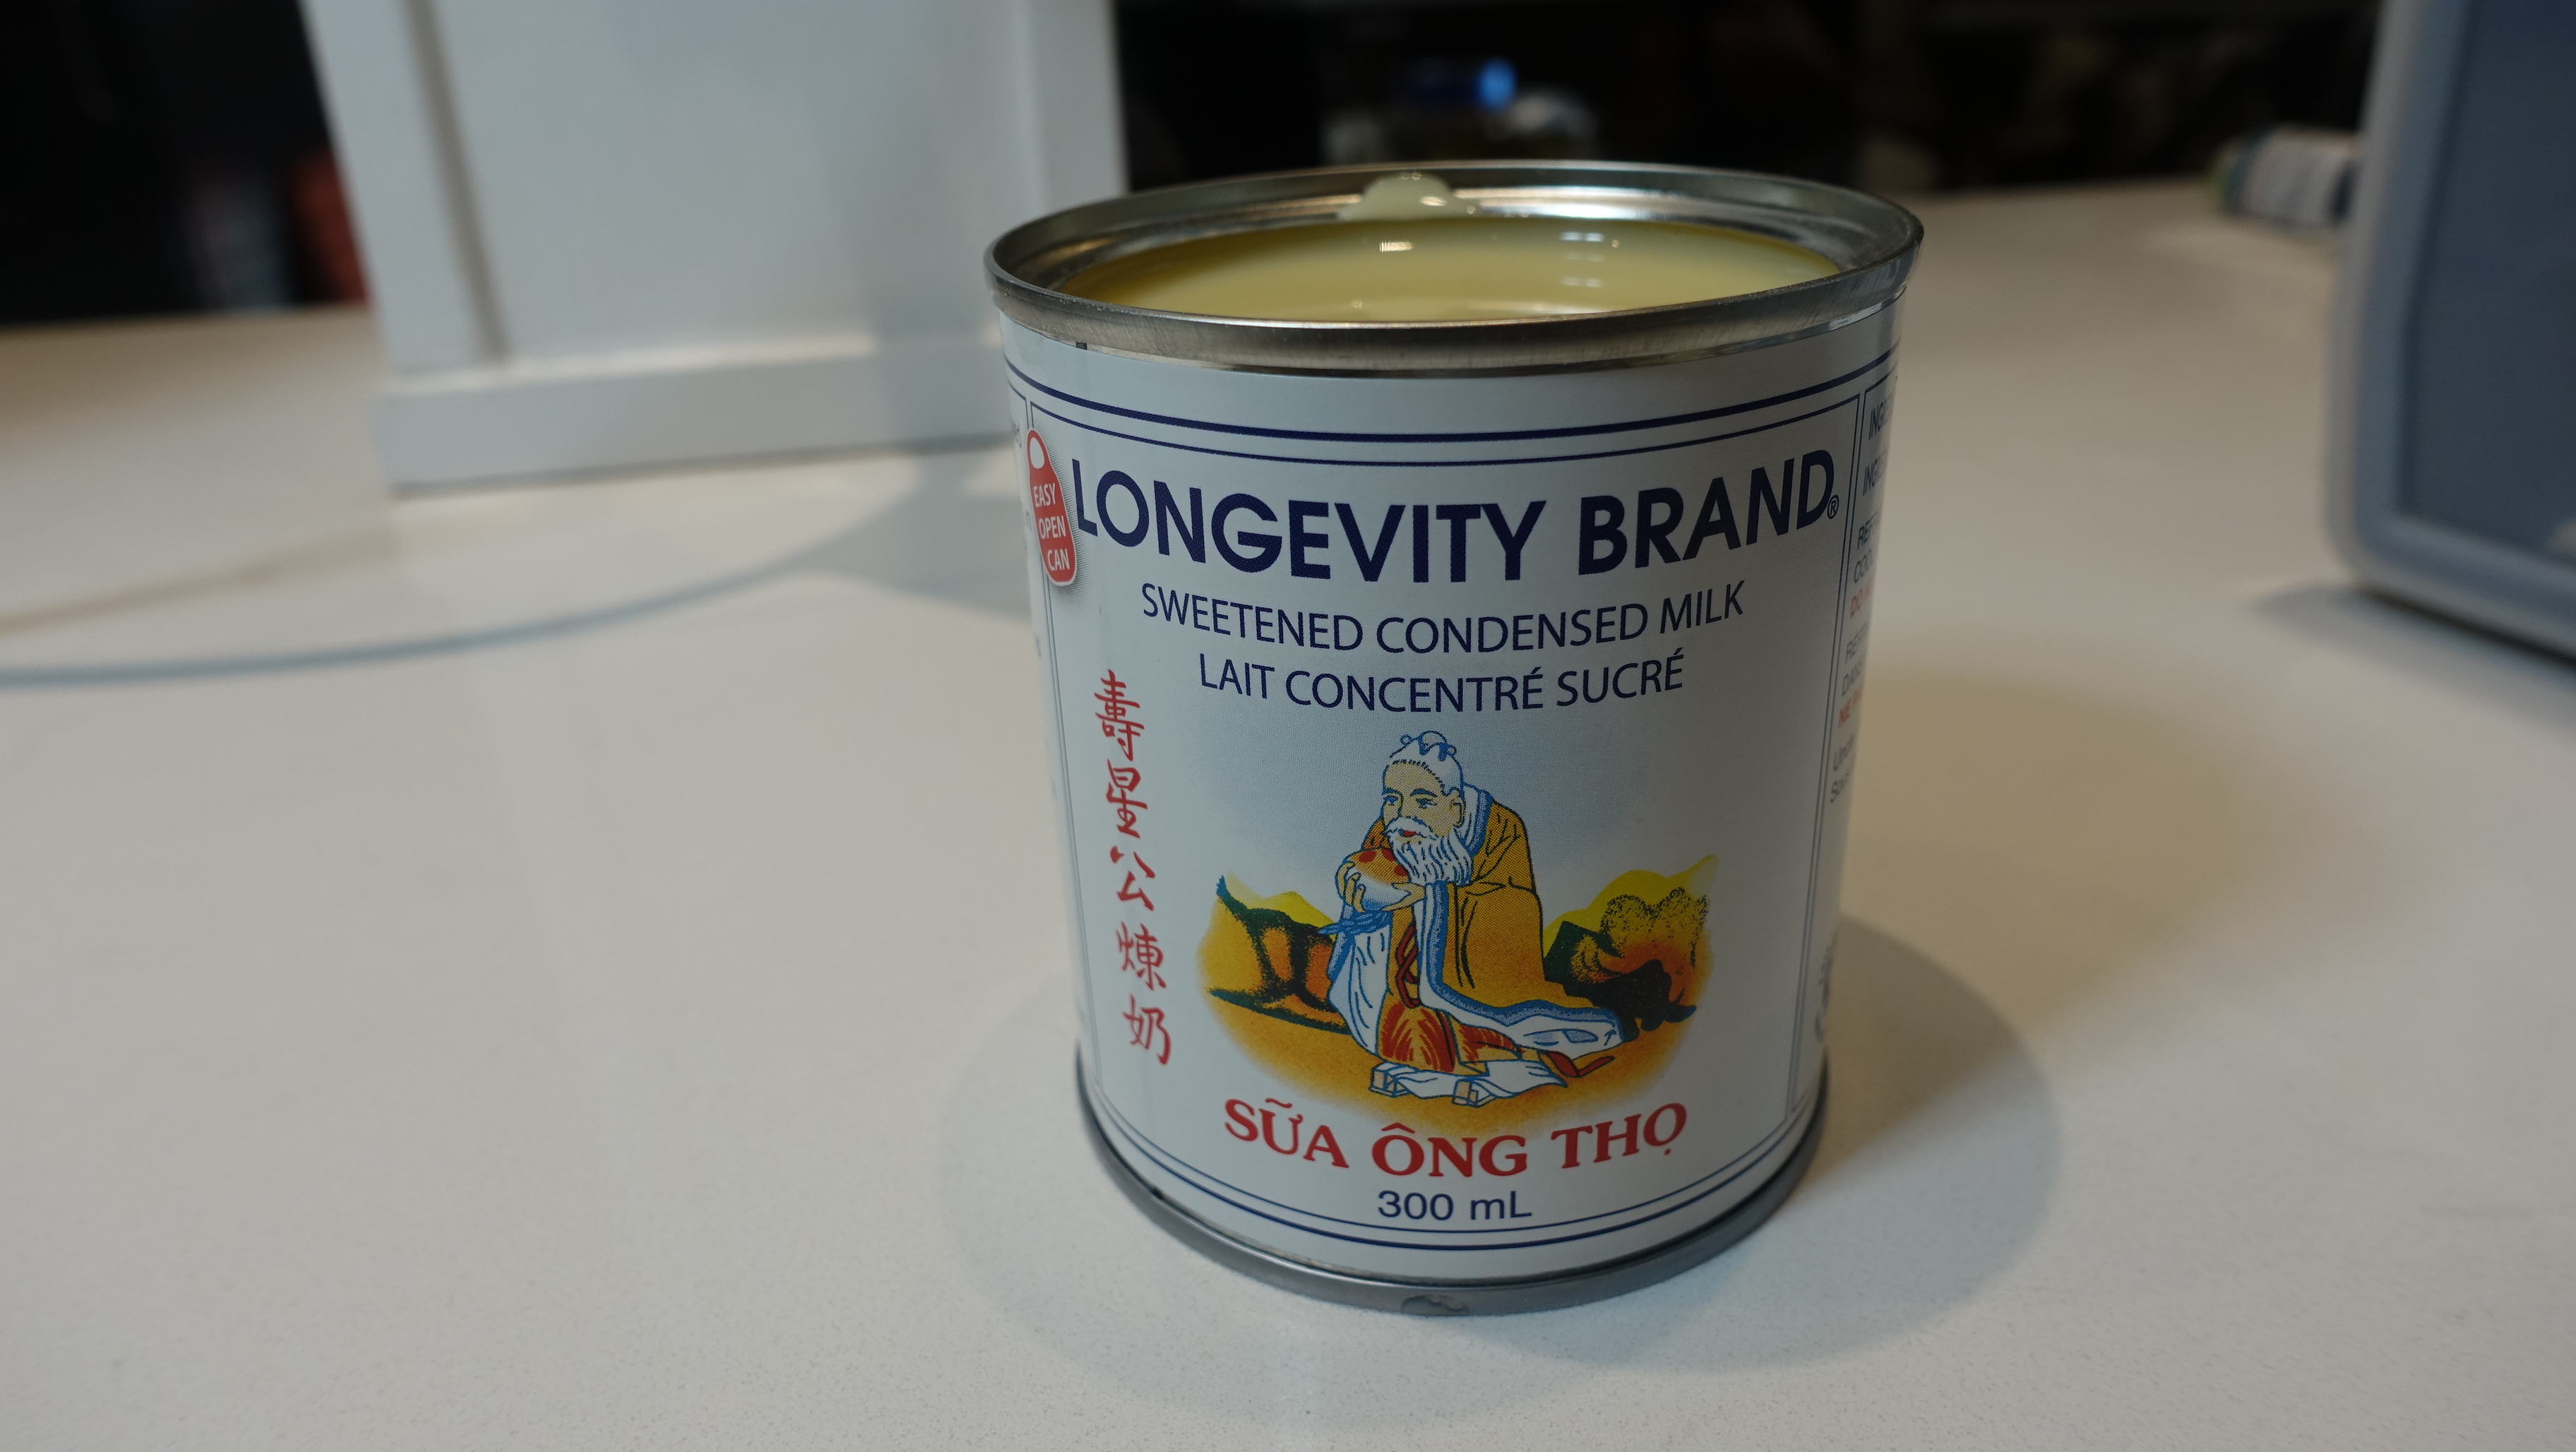 EASY
OPEN
CAN
LONGEVITY BRAND®
SWEETENED CONDENSED MILK
LAIT CONCENTRÉ SUCRÉ
壽星公煉奶
SỮA ÔNG THỌ
300 mL